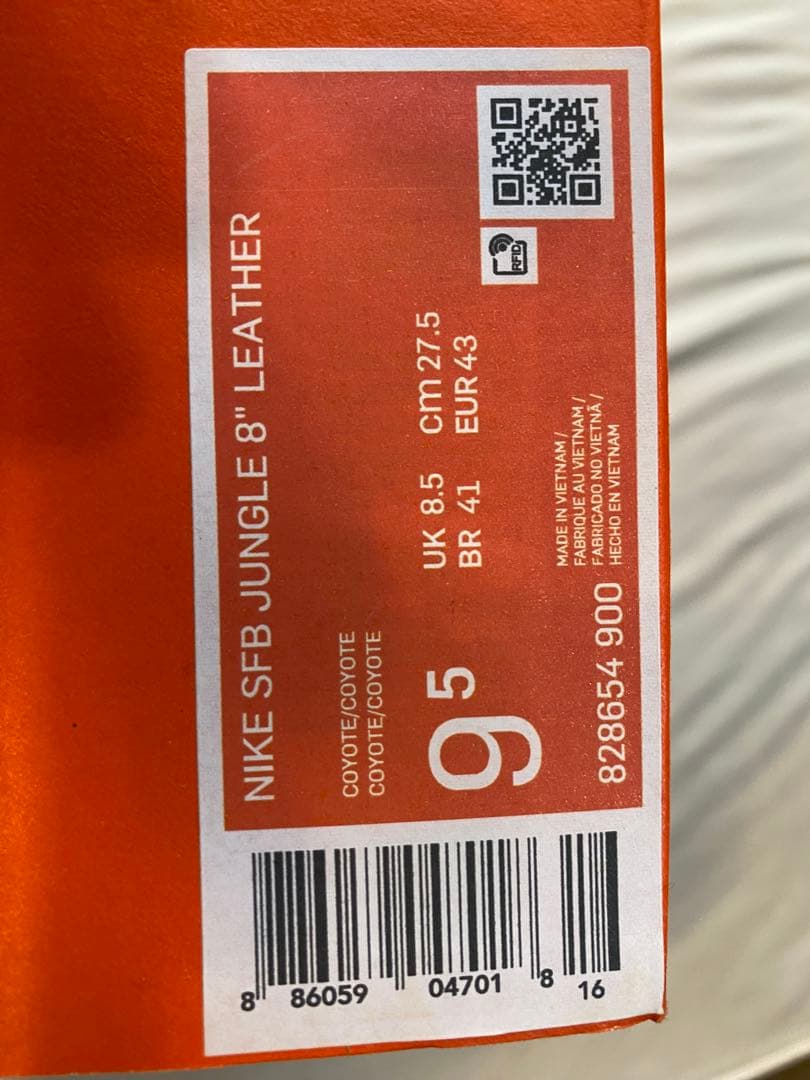 NIKE SFB JUNGLE 8" LEATHER
COYOTE/COYOTE
COYOTE/COYOTE
9 5
UK 8.5 cm 27.5
BR 41 EUR 43
RFID
828654 900
MADE IN VIETNAM /
FABRIQUE AU VIETNAM /
FABRICADO NO VIETNÃ /
HECHO EN VIETNAM
8 86059 04701 8 16